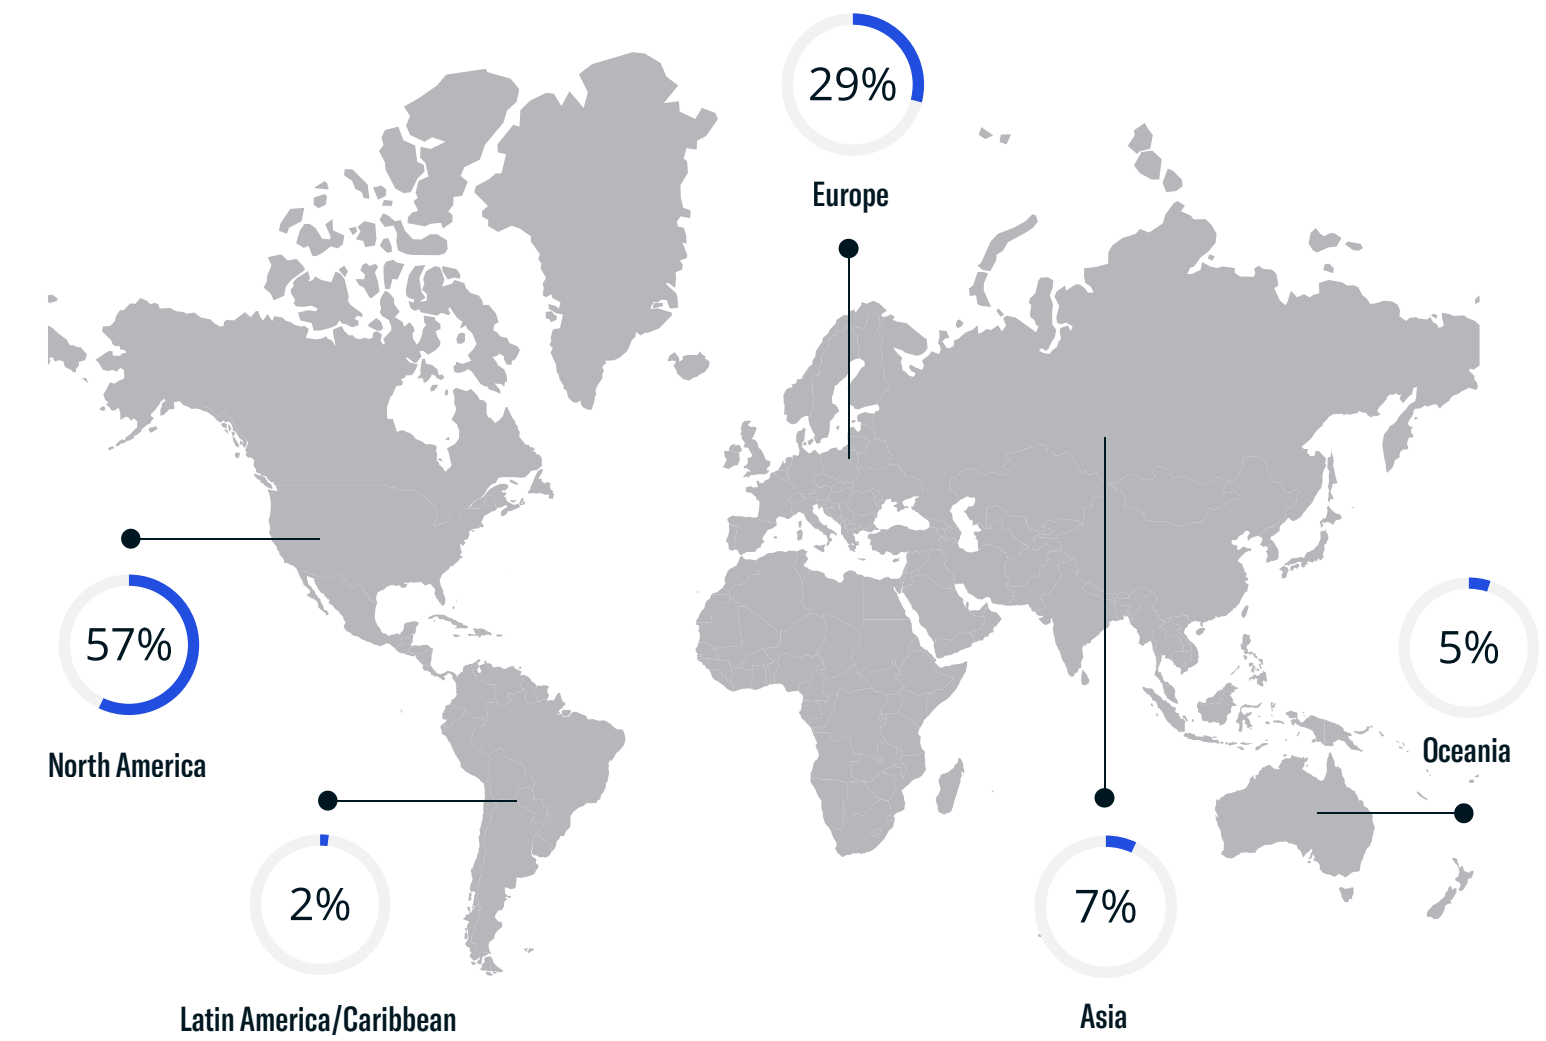 29%
Europe
57%
North America
5%
Oceania
2%
Latin America/Caribbean
7%
Asia